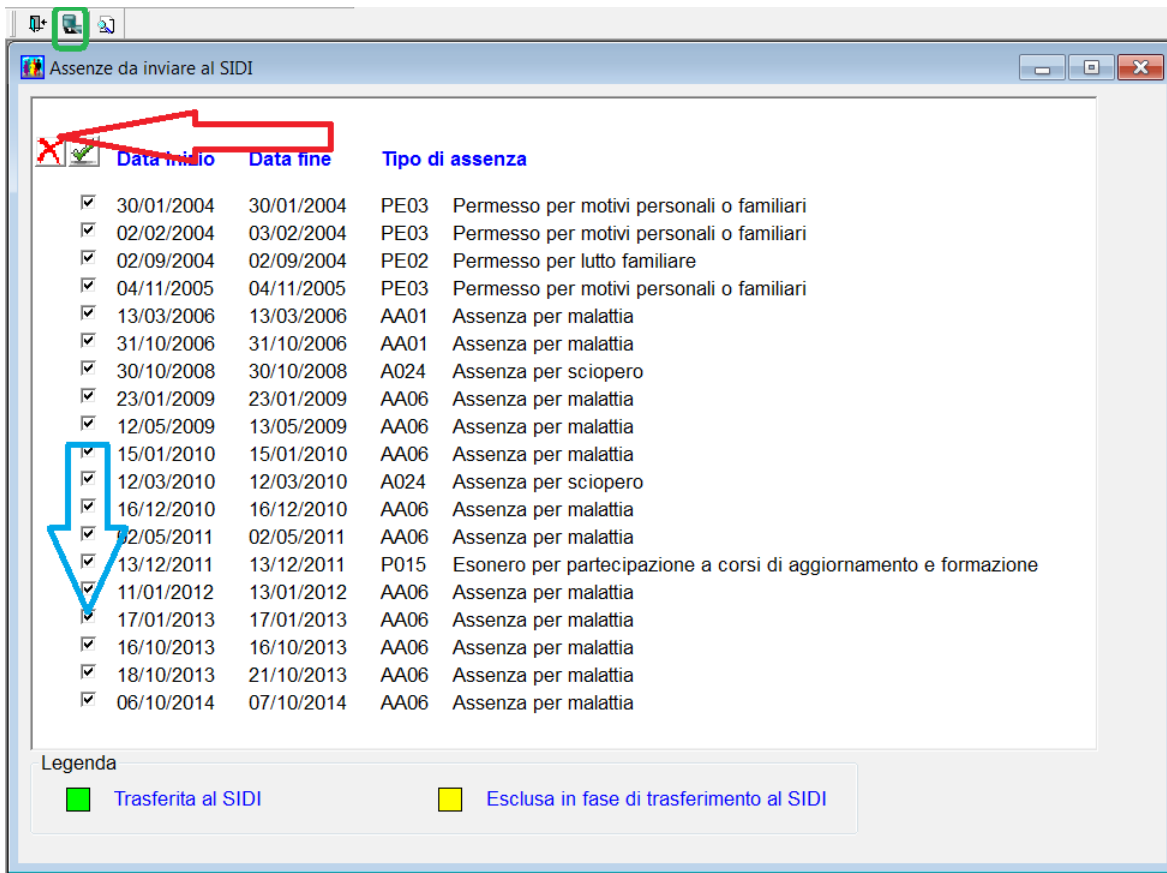 Assenze da inviare al SIDI
Data inizio Data fine Tipo di assenza
30/01/2004 30/01/2004 PE03 Permesso per motivi personali o familiari
02/02/2004 03/02/2004 PE03 Permesso per motivi personali o familiari
02/09/2004 02/09/2004 PE02 Permesso per lutto familiare
04/11/2005 04/11/2005 PE03 Permesso per motivi personali o familiari
13/03/2006 13/03/2006 AA01 Assenza per malattia
31/10/2006 31/10/2006 AA01 Assenza per malattia
30/10/2008 30/10/2008 A024 Assenza per sciopero
23/01/2009 23/01/2009 AA06 Assenza per malattia
12/05/2009 13/05/2009 AA06 Assenza per malattia
15/01/2010 15/01/2010 AA06 Assenza per malattia
12/03/2010 12/03/2010 A024 Assenza per sciopero
16/12/2010 16/12/2010 AA06 Assenza per malattia
02/05/2011 02/05/2011 AA06 Assenza per malattia
13/12/2011 13/12/2011 P015 Esonero per partecipazione a corsi di aggiornamento e formazione
11/01/2012 13/01/2012 AA06 Assenza per malattia
17/01/2013 17/01/2013 AA06 Assenza per malattia
16/10/2013 16/10/2013 AA06 Assenza per malattia
18/10/2013 21/10/2013 AA06 Assenza per malattia
06/10/2014 07/10/2014 AA06 Assenza per malattia
Legenda
Trasferita al SIDI Esclusa in fase di trasferimento al SIDI